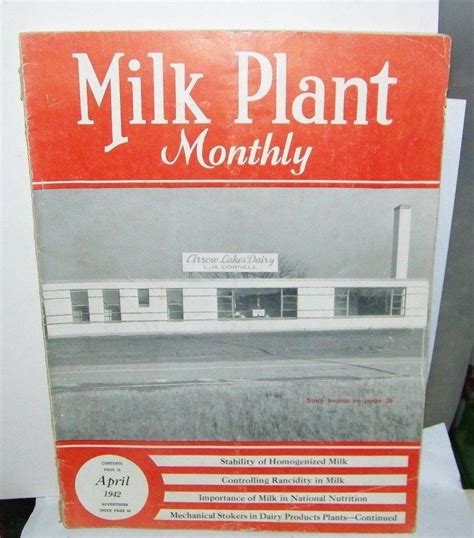 Milk Plant
Monthly
Arrow Lakes Dairy
L. H. CORNELL
Story begins on page 26
CONTENTS
PAGE
April
1942
ADVERTISERS
INDEX PAGE
Stability of Homogenized Milk
Controlling Rancidity in Milk
Importance of Milk in National Nutrition
Mechanical Stokers in Dairy Products Plants—Continued